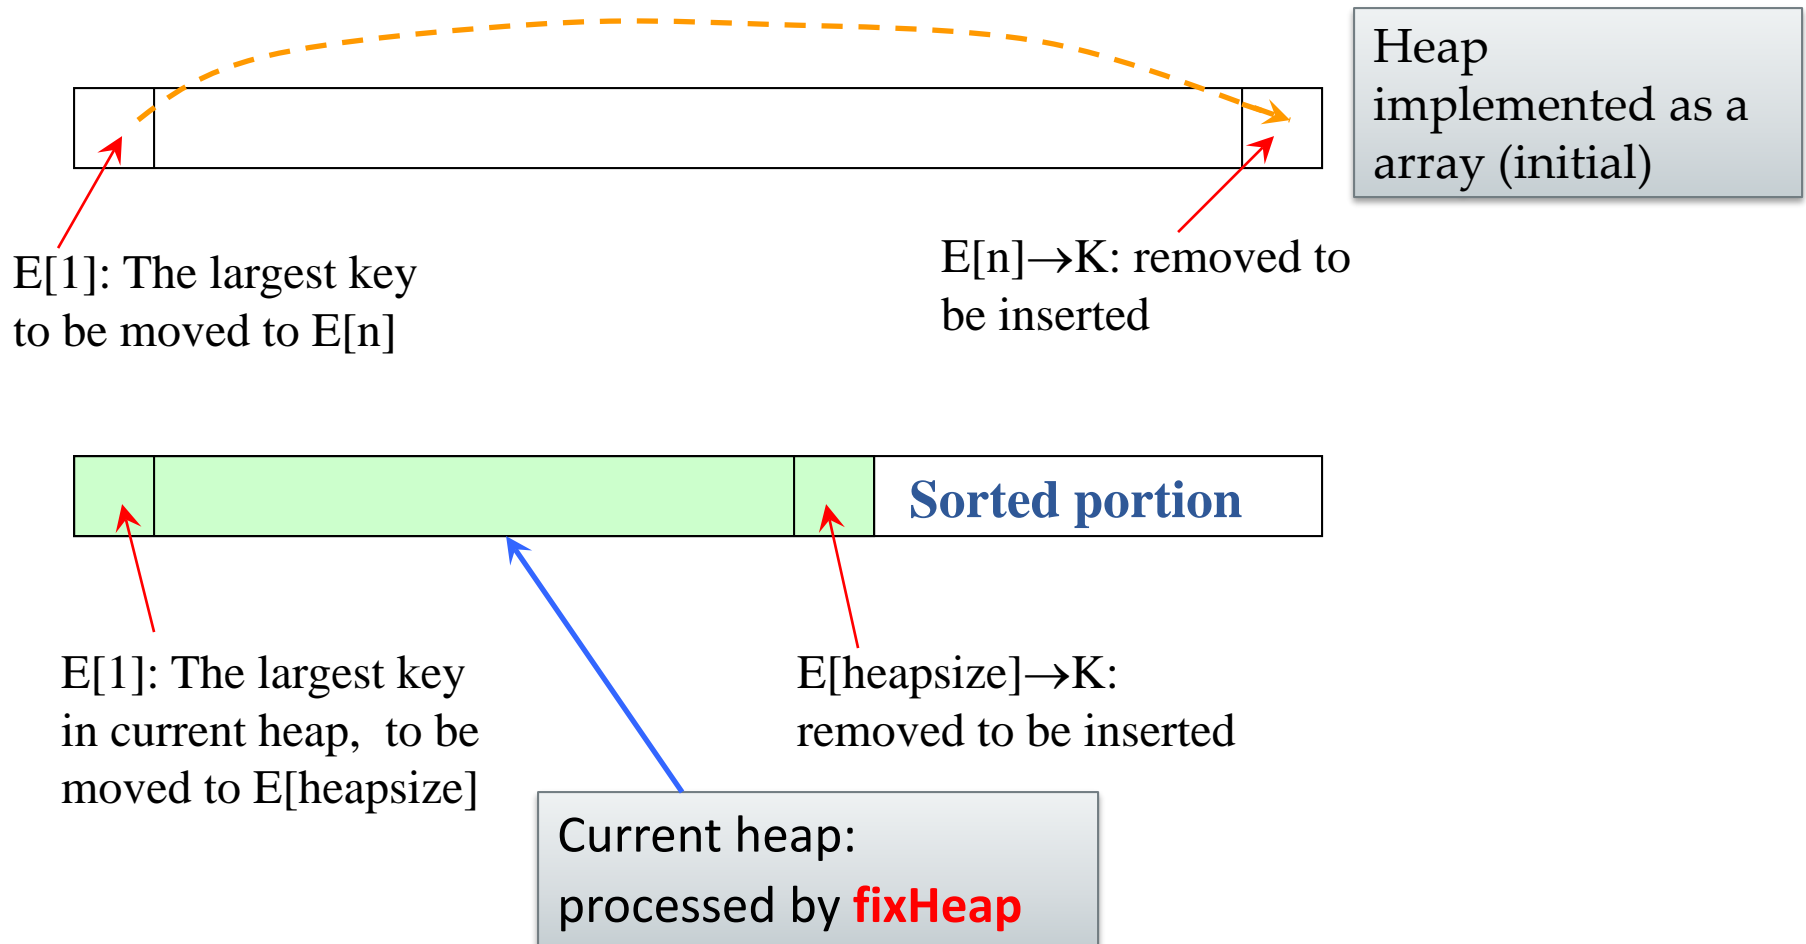 Heap
implemented as a
array (initial)
E[1]: The largest key
to be moved to E[n]
E[n]→K: removed to
be inserted
Sorted portion
E[1]: The largest key
in current heap, to be
moved to E[heapsize]
E[heapsize]→K:
removed to be inserted
Current heap:
processed by fixHeap